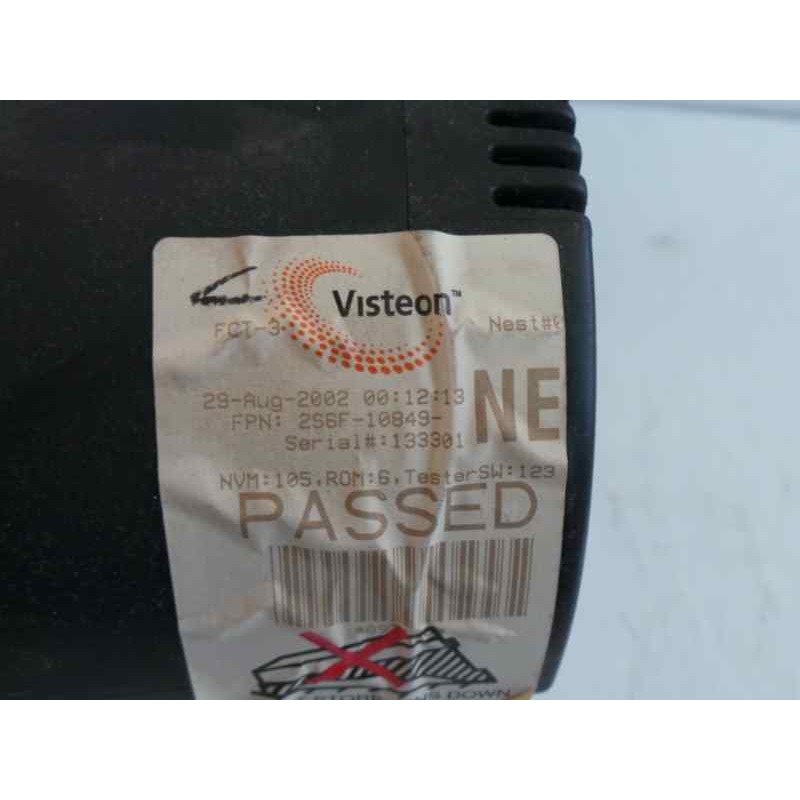 Visteon™
FCT-3 Nest#
29-Aug-2002 00:12:13
FPN: 2S6F-10849- NE
Serial#:133301
NVM:105,ROM:6,TesterSW:123
PASSED
DOWN